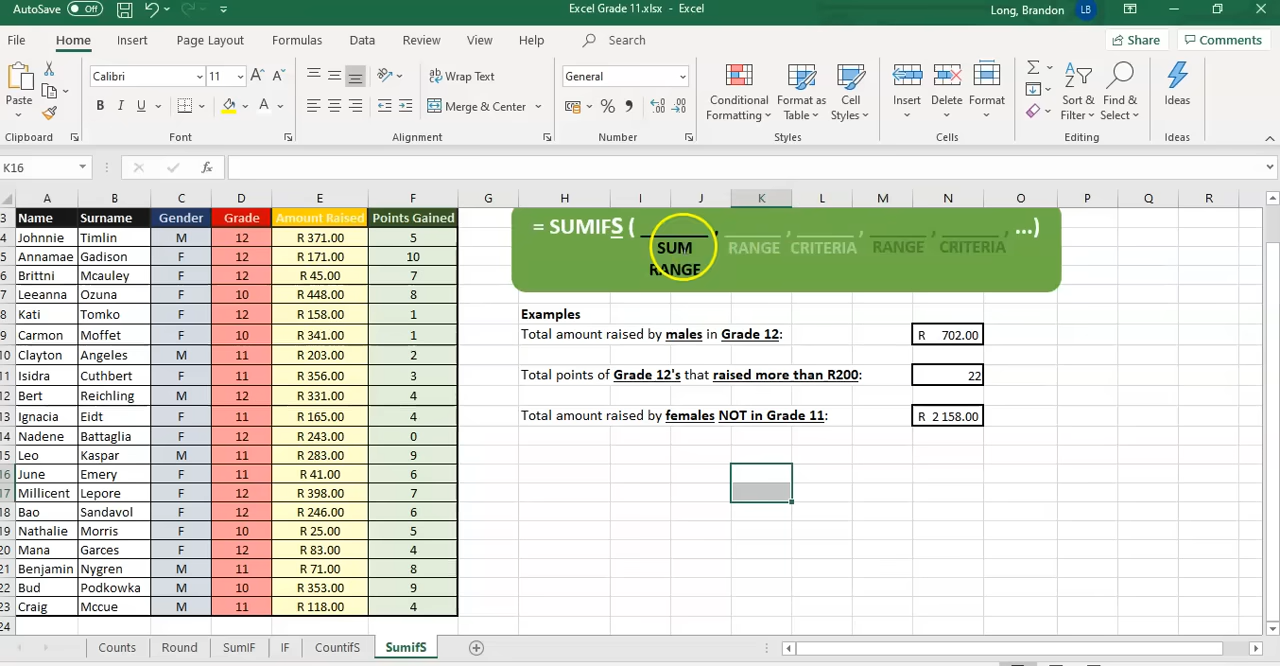 AutoSave Off Excel Grade 11.xlsx - Excel Long, Brandon LB
File Home Insert Page Layout Formulas Data Review View Help Search Share Comments
Calibri 11 A A Wrap Text General
Paste B I U A Merge & Center % , Conditional Formatting Format as Table Cell Styles Insert Delete Format Sort & Filter Find & Select Ideas
Clipboard Font Alignment Number Styles Cells Editing Ideas
K16 fx
A B C D E F G H I J K L M N O P Q R
3 Name Surname Gender Grade Amount Raised Points Gained
= SUMIFS ( ______, ______, ______, ______, ______, ...)
SUM RANGE RANGE CRITERIA RANGE CRITERIA
4 Johnnie Timlin M 12 R 371.00 5
5 Annamae Gadison F 12 R 171.00 10
6 Brittni Mcauley F 12 R 45.00 7
7 Leeanna Ozuna F 10 R 448.00 8
8 Kati Tomko F 12 R 158.00 1 Examples
9 Carmon Moffet F 10 R 341.00 1 Total amount raised by males in Grade 12: R 702.00
10 Clayton Angeles M 11 R 203.00 2
11 Isidra Cuthbert F 11 R 356.00 3 Total points of Grade 12's that raised more than R200: 22
12 Bert Reichling M 12 R 331.00 4
13 Ignacia Eidt F 11 R 165.00 4 Total amount raised by females NOT in Grade 11: R 2 158.00
14 Nadene Battaglia F 12 R 243.00 0
15 Leo Kaspar M 11 R 283.00 9
16 June Emery F 11 R 41.00 6
17 Millicent Lepore F 12 R 398.00 7
18 Bao Sandavol F 12 R 246.00 6
19 Nathalie Morris F 10 R 25.00 5
20 Mana Garces F 12 R 83.00 4
21 Benjamin Nygren M 11 R 71.00 8
22 Bud Podkowka M 10 R 353.00 9
23 Craig Mccue M 11 R 118.00 4
24
Counts Round SumIF IF CountifS SumifS